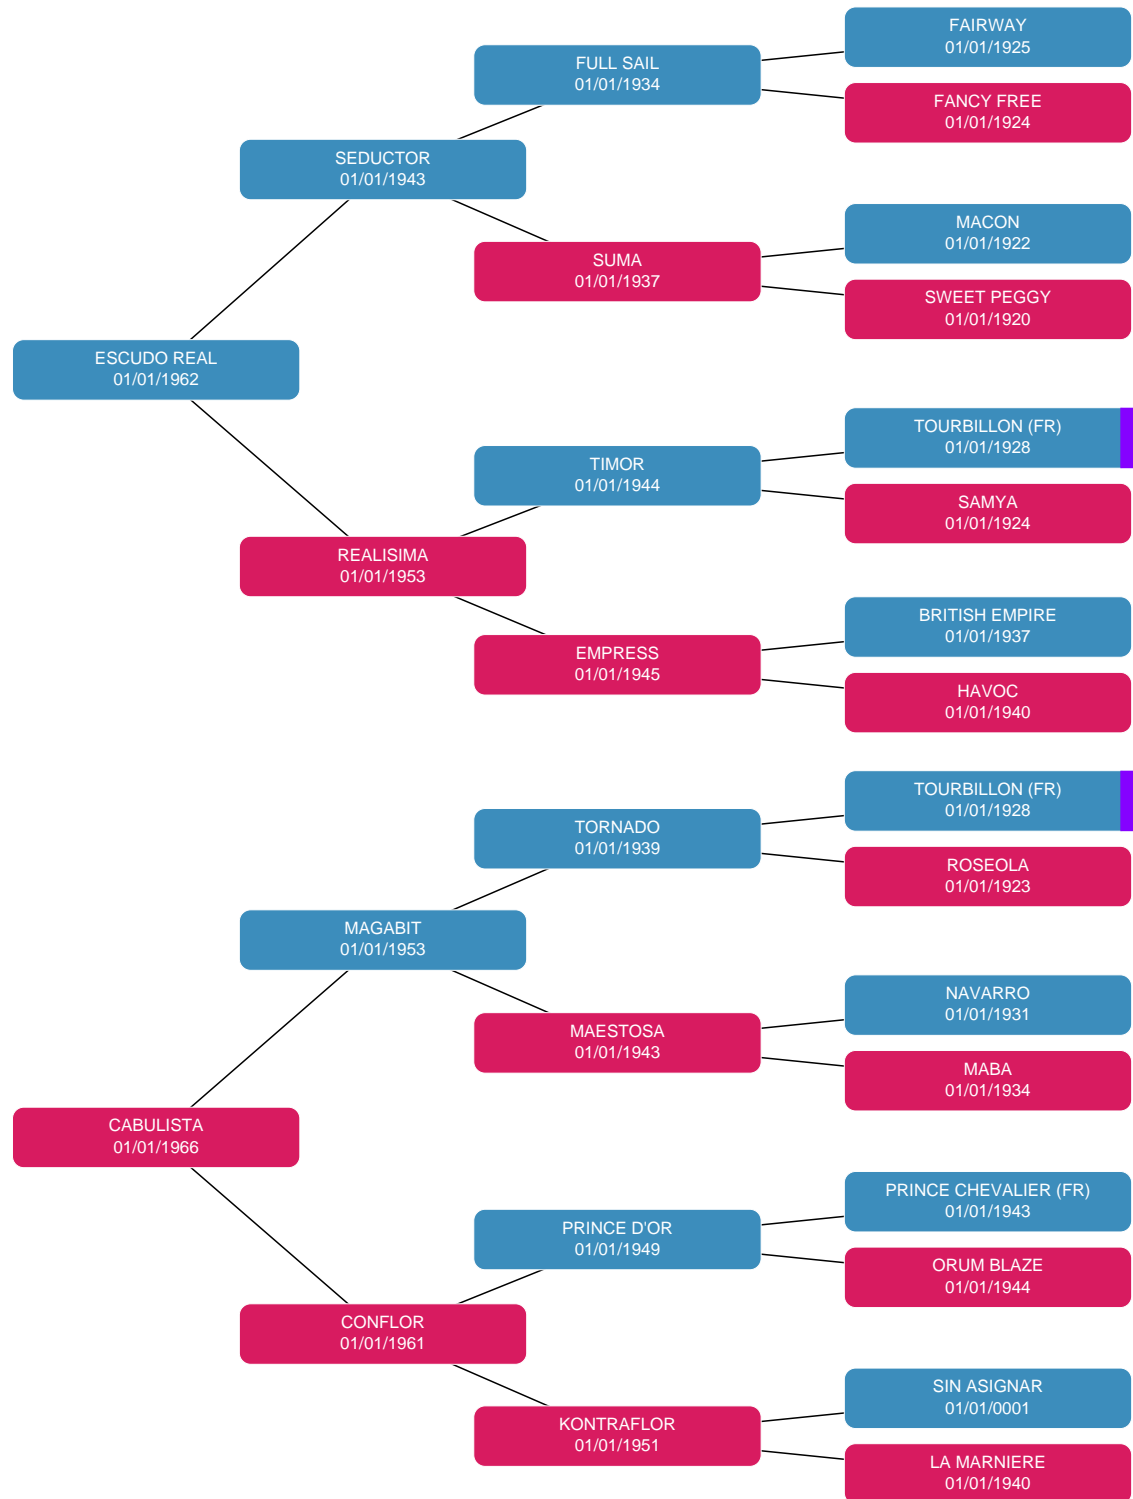 FAIRWAY
01/01/1925
FULL SAIL
01/01/1934
FANCY FREE
01/01/1924
SEDUCTOR
01/01/1943
MACON
01/01/1922
SUMA
01/01/1937
SWEET PEGGY
01/01/1920
ESCUDO REAL
01/01/1962
TOURBILLON (FR)
01/01/1928
TIMOR
01/01/1944
SAMYA
01/01/1924
REALISIMA
01/01/1953
BRITISH EMPIRE
01/01/1937
EMPRESS
01/01/1945
HAVOC
01/01/1940
TOURBILLON (FR)
01/01/1928
TORNADO
01/01/1939
ROSEOLA
01/01/1923
MAGABIT
01/01/1953
NAVARRO
01/01/1931
MAESTOSA
01/01/1943
MABA
01/01/1934
CABULISTA
01/01/1966
PRINCE CHEVALIER (FR)
01/01/1943
PRINCE D'OR
01/01/1949
ORUM BLAZE
01/01/1944
CONFLOR
01/01/1961
SIN ASIGNAR
01/01/0001
KONTRAFLOR
01/01/1951
LA MARNIERE
01/01/1940